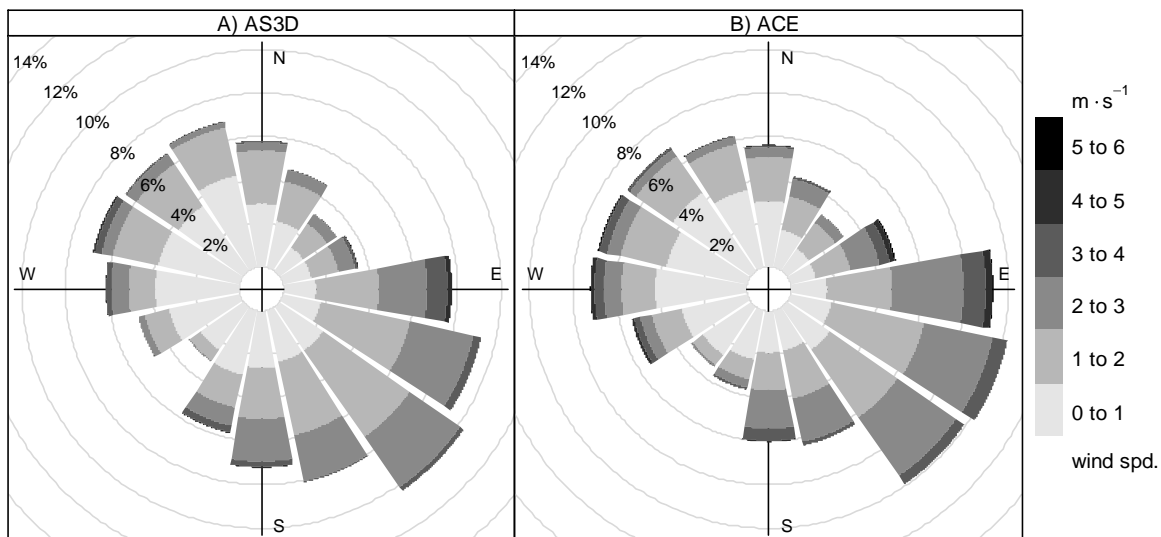 A) AS3D
B) ACE
14%
12%
10%
8%
6%
4%
2%
N
W
E
S
14%
12%
10%
8%
6%
4%
2%
N
W
E
S
m · s⁻¹
5 to 6
4 to 5
3 to 4
2 to 3
1 to 2
0 to 1
wind spd.